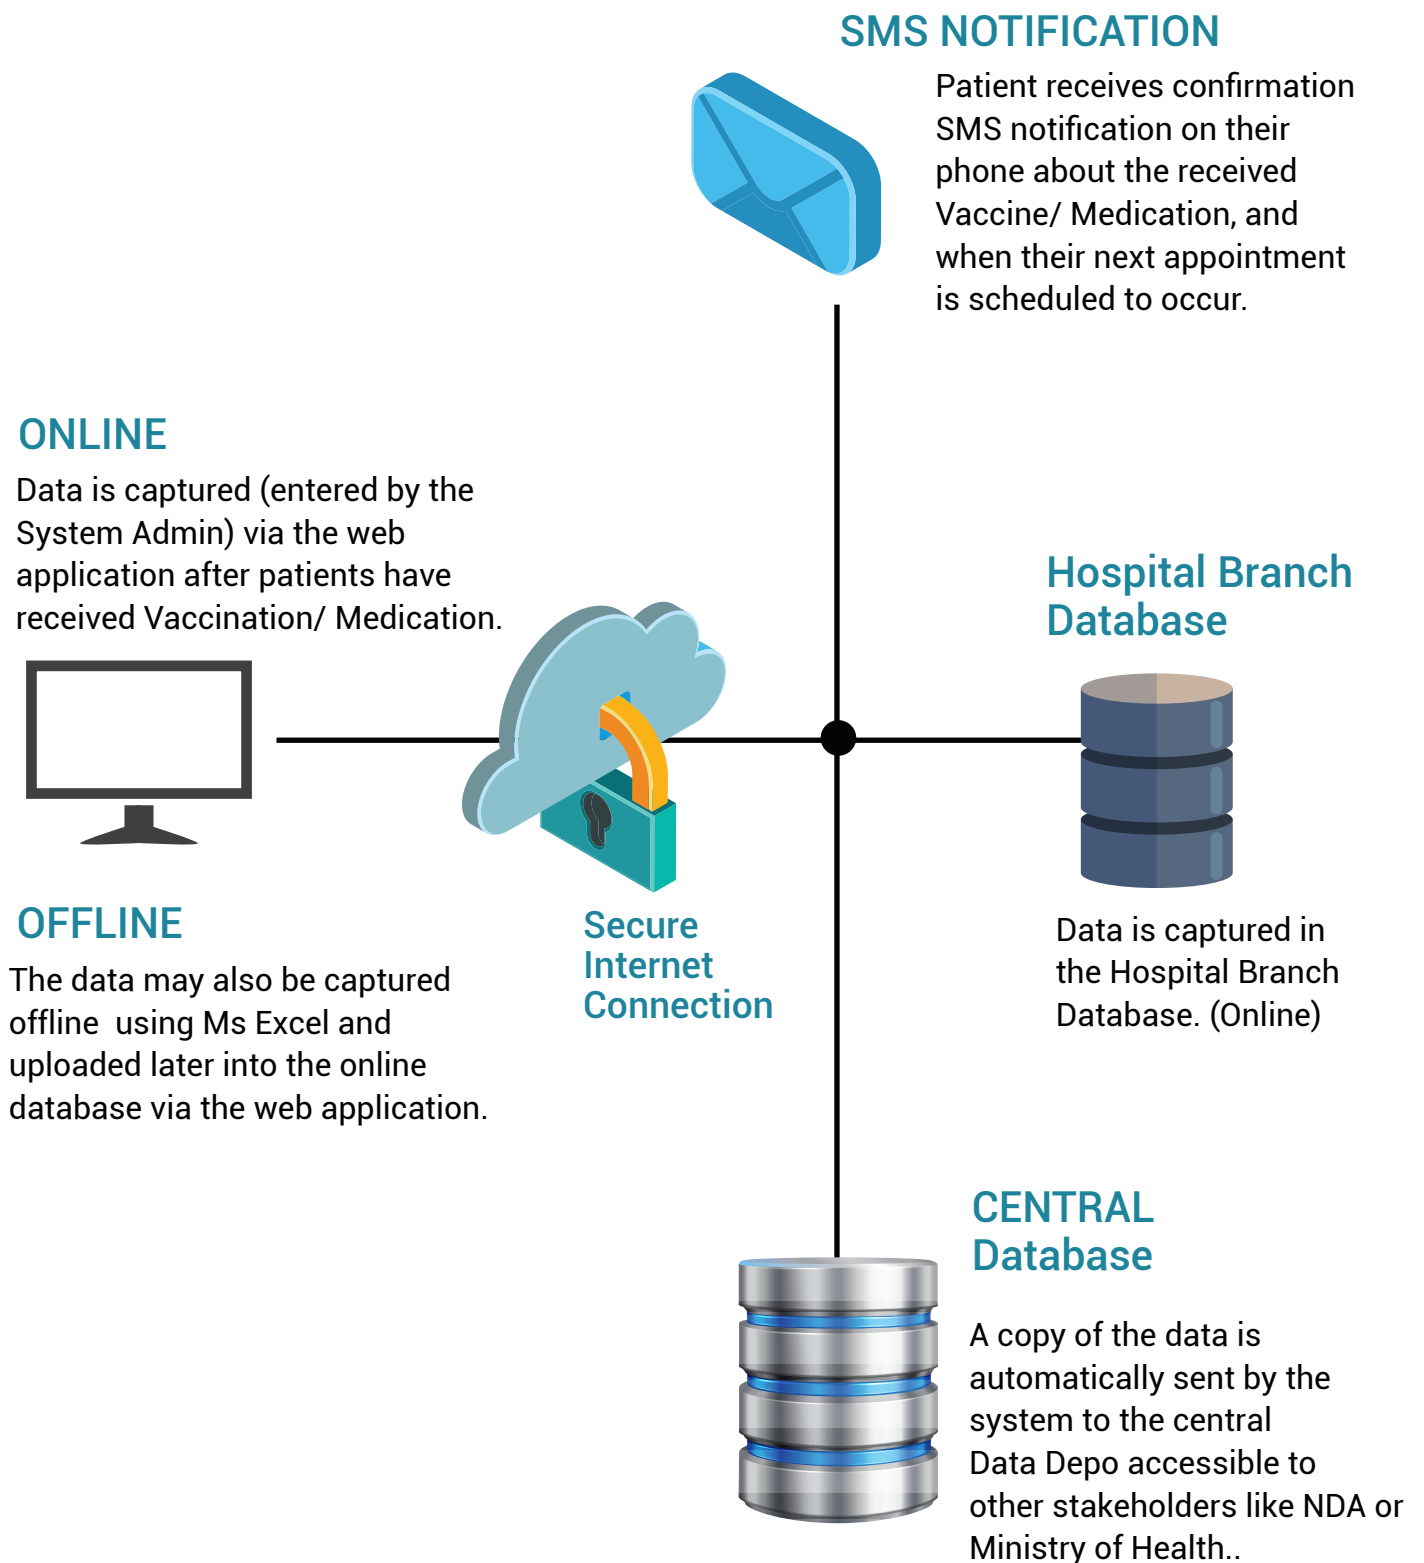 SMS NOTIFICATION
Patient receives confirmation
SMS notification on their
phone about the received
Vaccine/ Medication, and
when their next appointment
is scheduled to occur.
ONLINE
Data is captured (entered by the
System Admin) via the web
application after patients have
received Vaccination/ Medication.
Hospital Branch
Database
OFFLINE
The data may also be captured
offline  using Ms Excel and
uploaded later into the online
database via the web application.
Secure
Internet
Connection
Data is captured in
the Hospital Branch
Database. (Online)
CENTRAL
Database
A copy of the data is
automatically sent by the
system to the central
Data Depo accessible to
other stakeholders like NDA or
Ministry of Health..